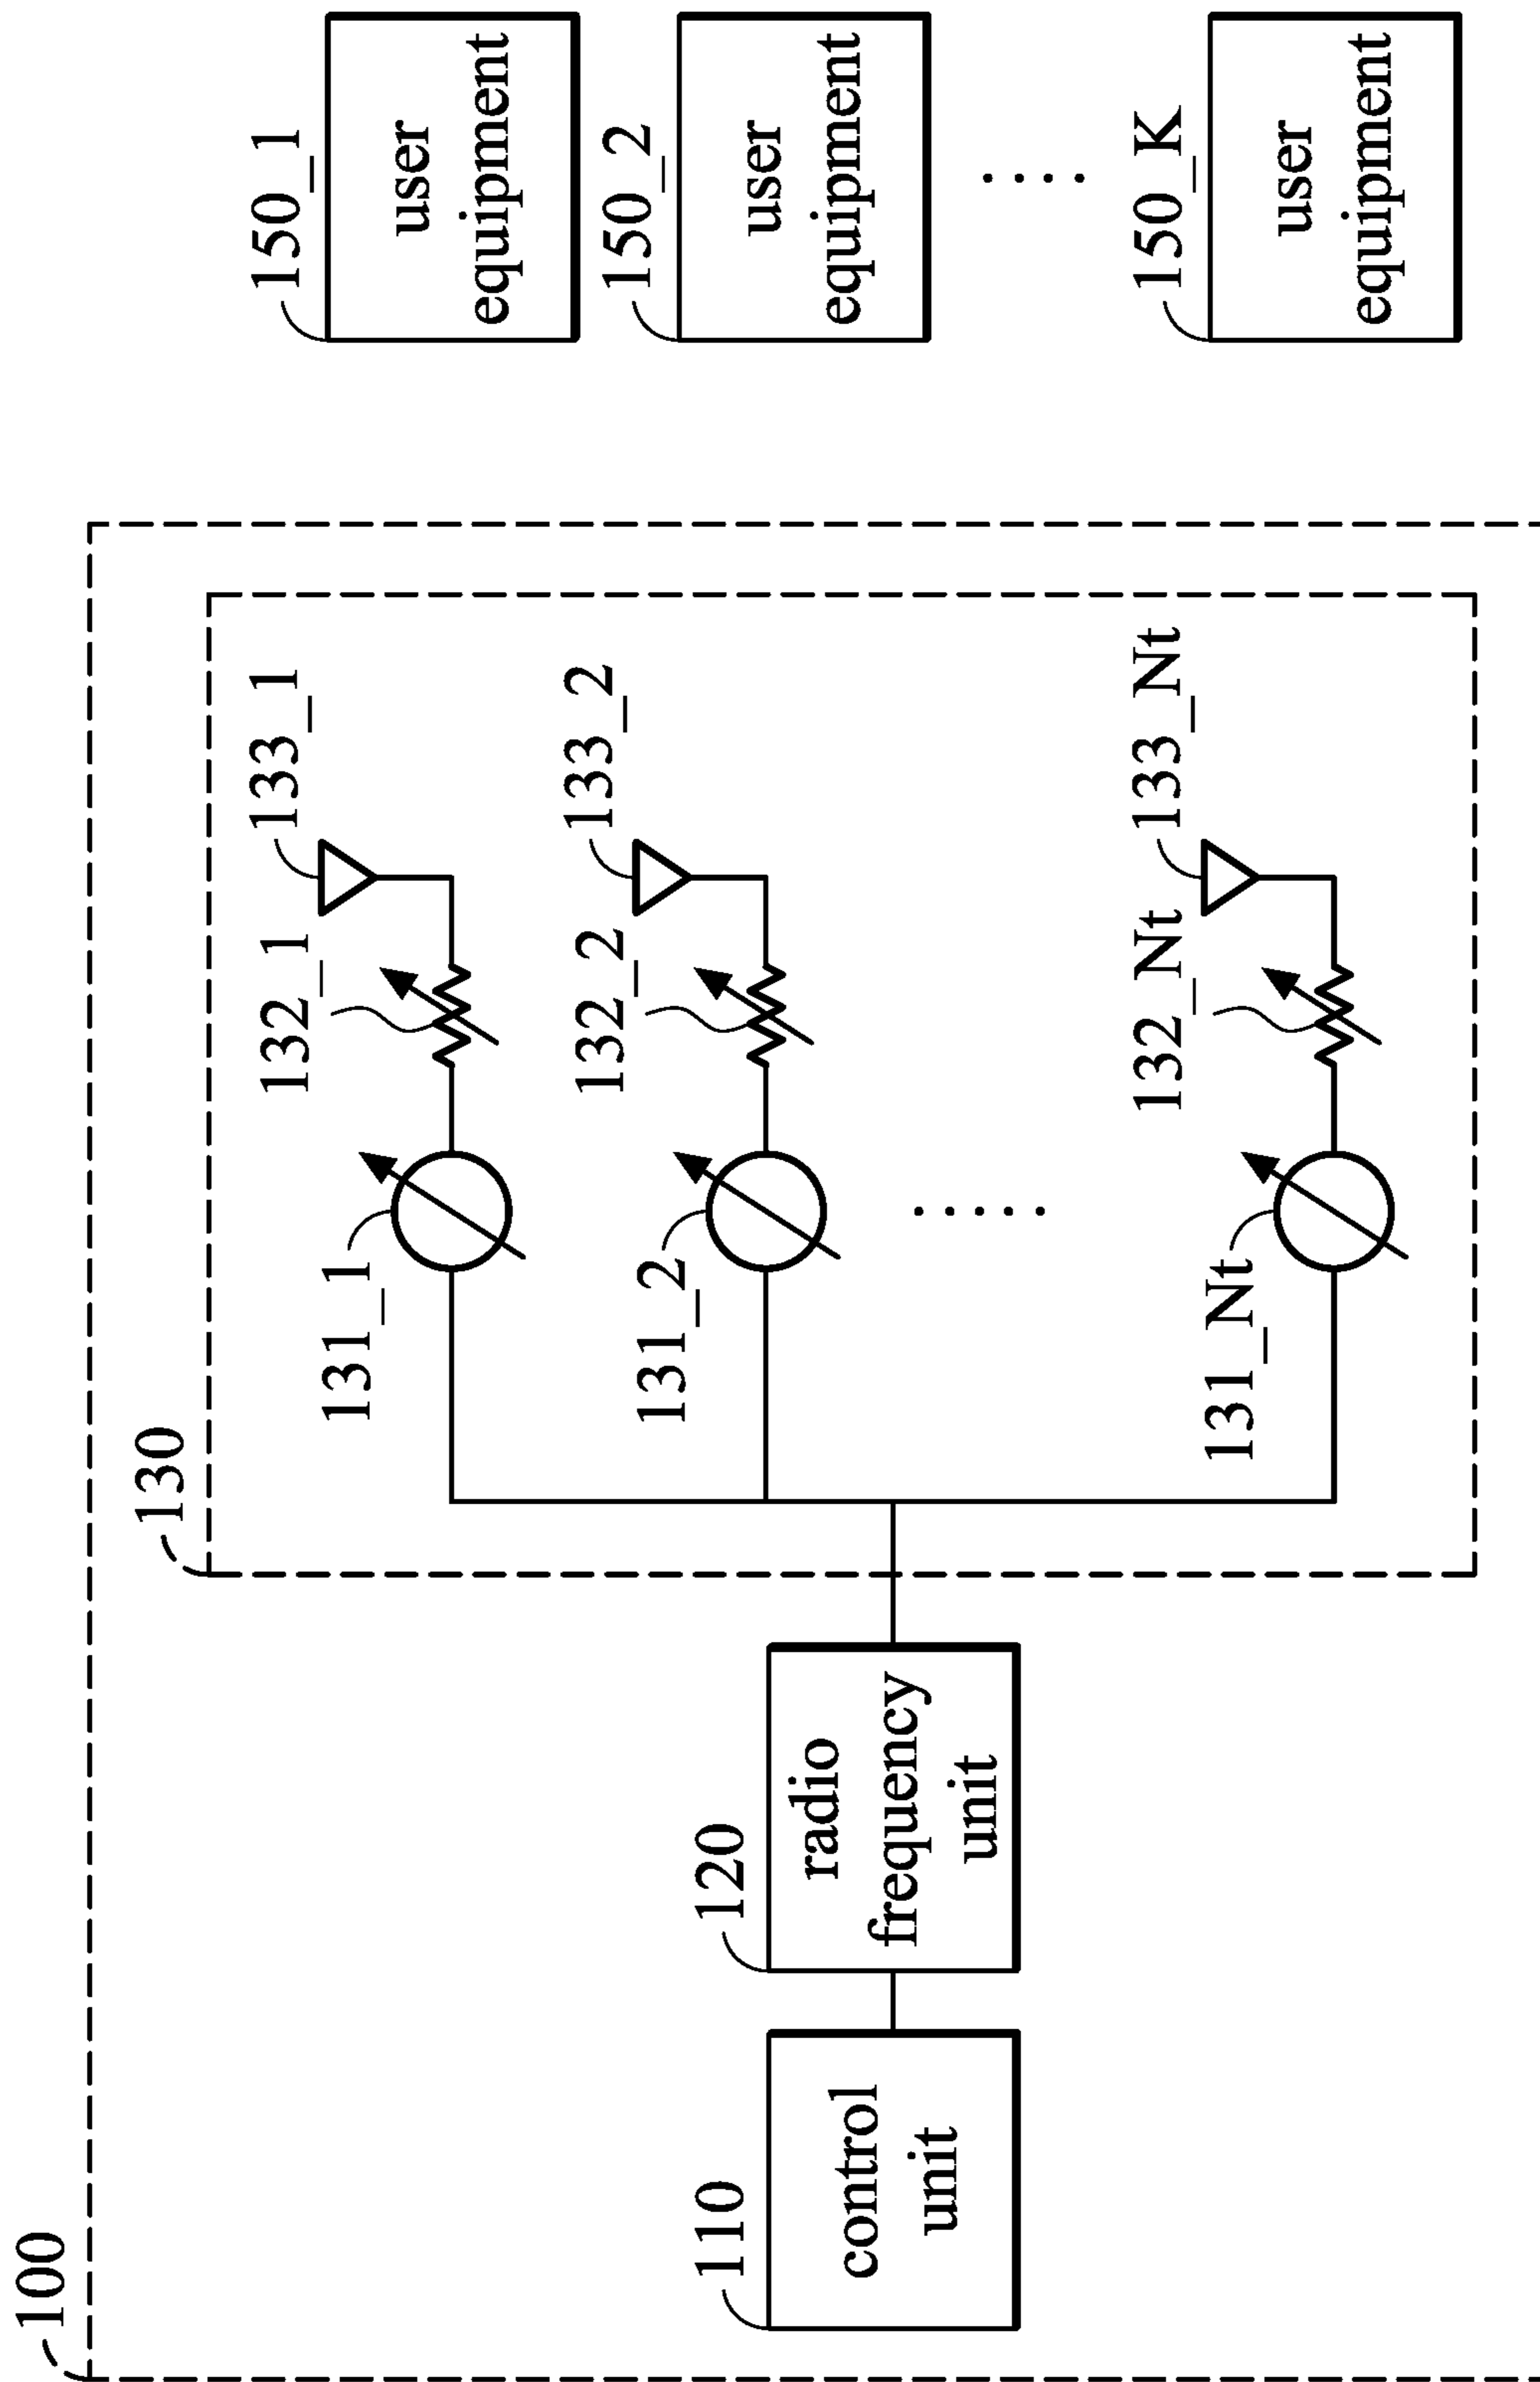 100
110
control
unit
120
radio
frequency
unit
130
131_1
132_1
133_1
131_2
132_2
133_2
131_Nt
132_Nt
133_Nt
150_1
user
equipment
150_2
user
equipment
150_K
user
equipment